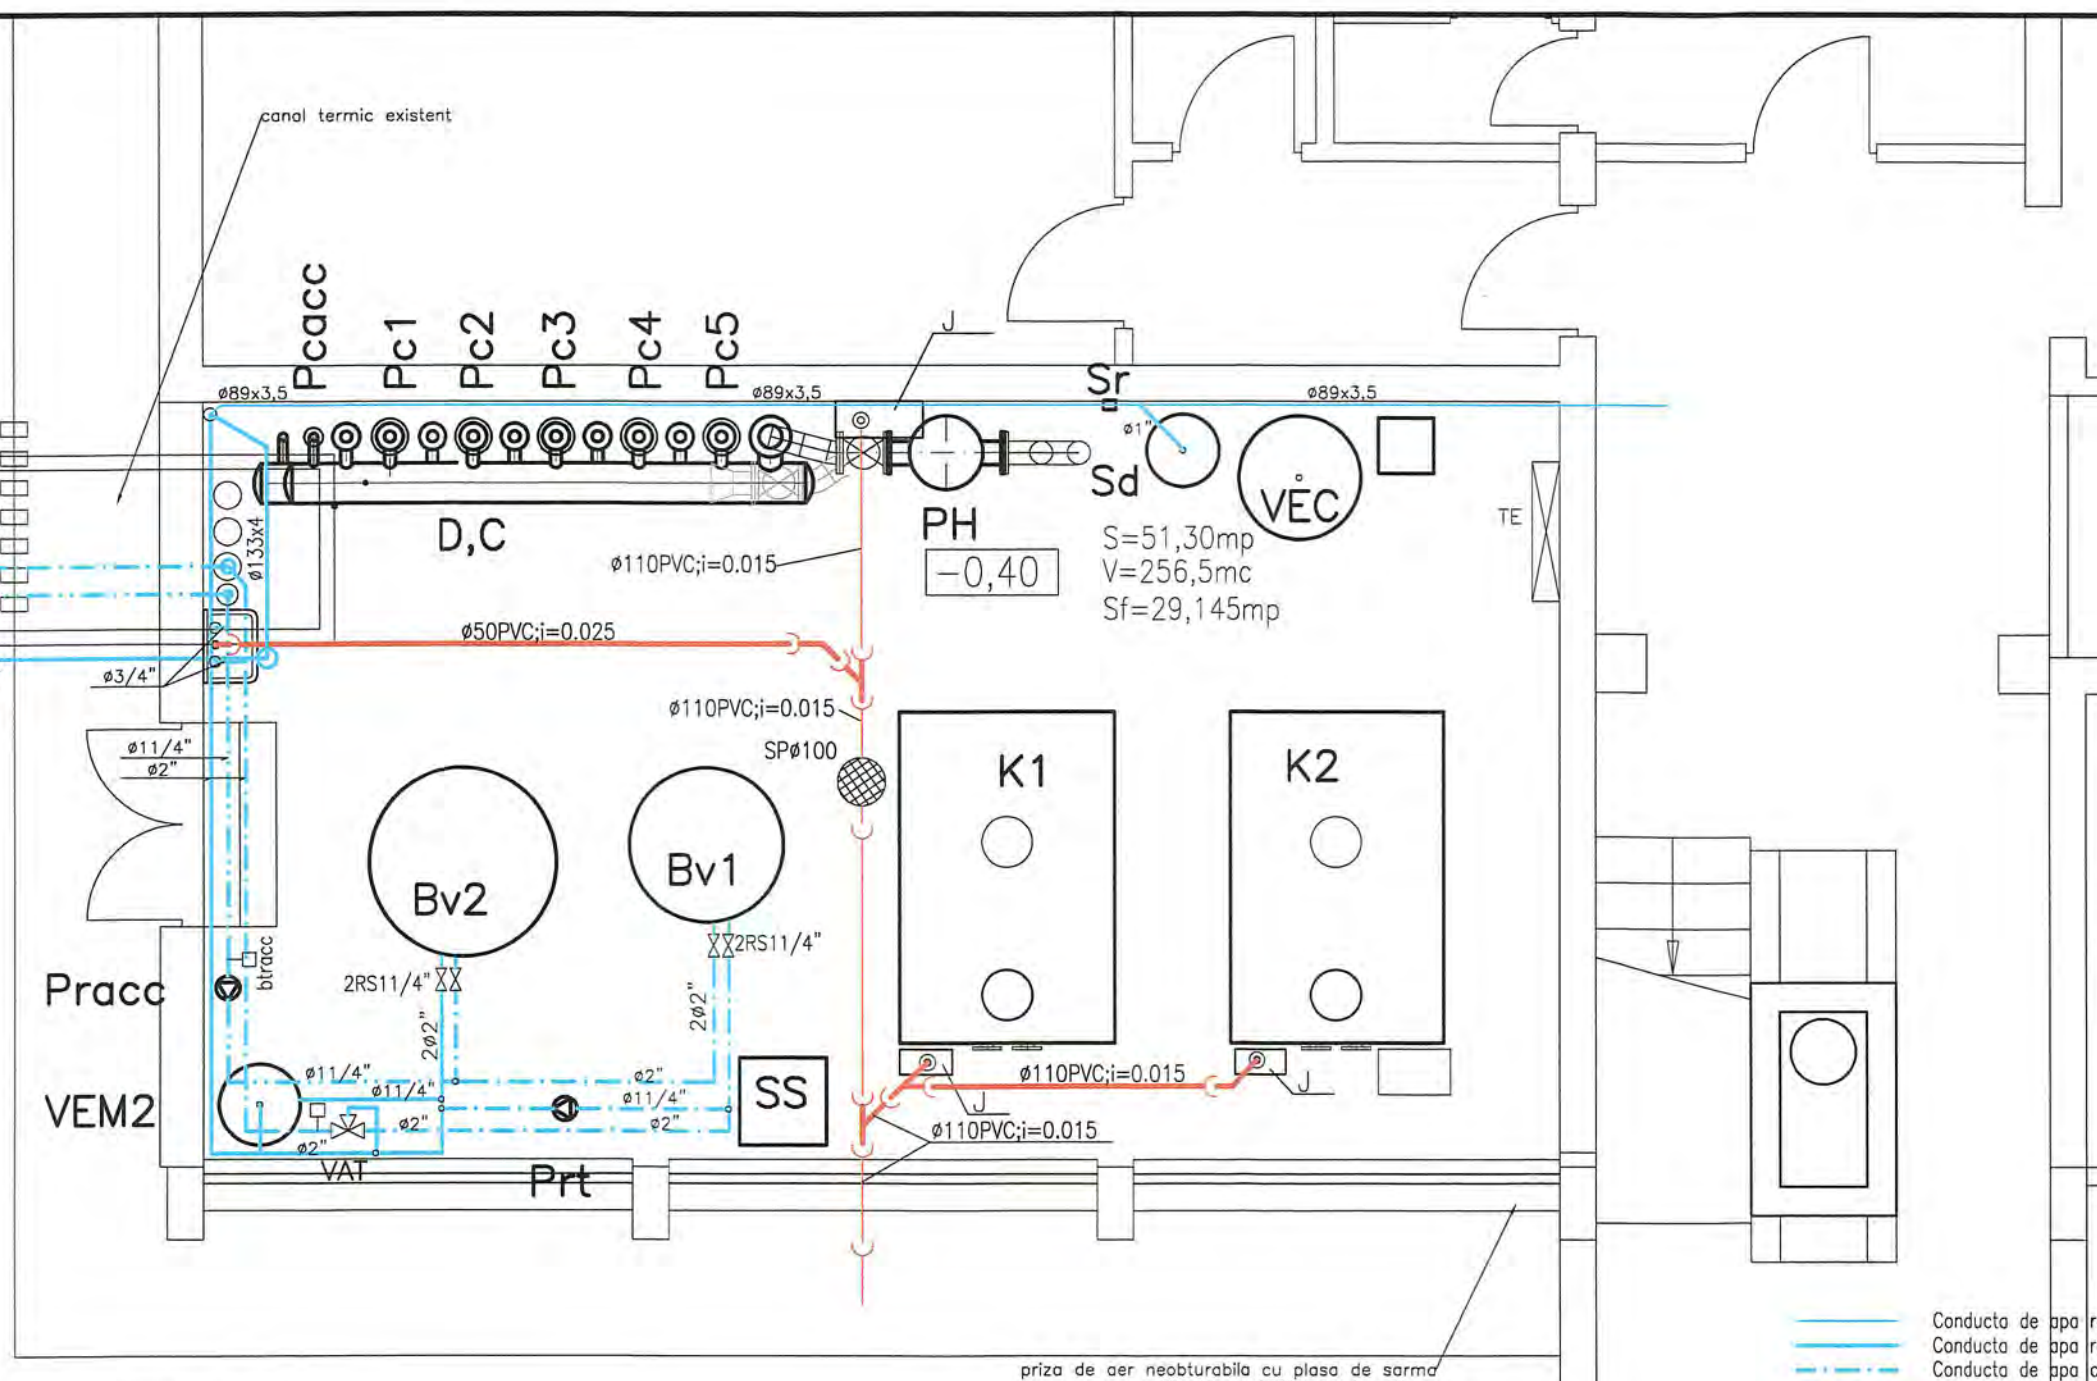 canal termic existent
Pcacc
Pc1
Pc2
Pc3
Pc4
Pc5
J
Sr
ø89x3,5
ø89x3,5
ø89x3,5
ø1"
Sd
VEC
TE
D,C
PH
-0,40
S=51,30mp
V=256,5mc
Sf=29,145mp
ø133x4
ø110PVC;i=0.015
ø50PVC;i=0.025
ø3/4"
ø110PVC;i=0.015
ø11/4"
ø2"
SPø100
K1
K2
Bv2
Bv1
2RS11/4"
2RS11/4"
btracc
Pracc
2ø2"
2ø2"
ø11/4"
ø11/4"
ø2"
ø11/4"
ø2"
ø2"
ø2"
SS
VEM2
VAT
Prt
ø110PVC;i=0.015
J
J
ø110PVC;i=0.015
Conducta de apa r
Conducta de apa r
Conducta de apa c
priza de aer neobturabila cu plasa de sarma